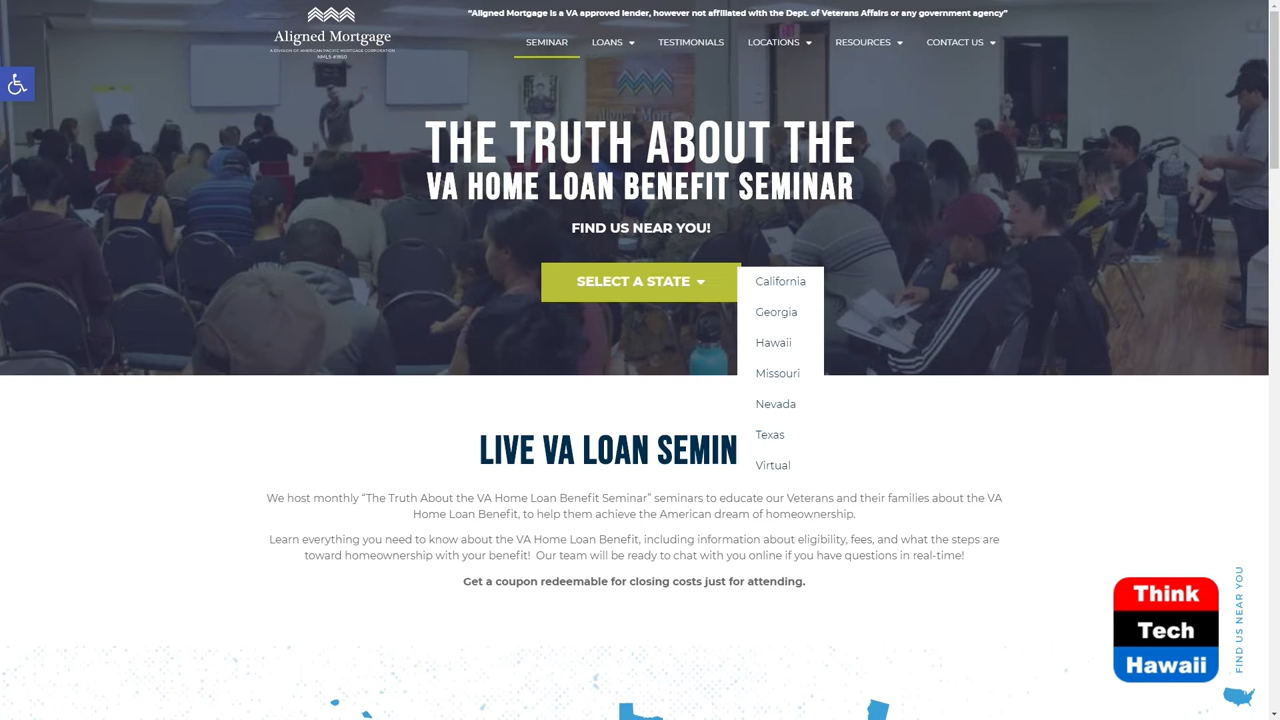 “Aligned Mortgage is a VA approved lender, however not affiliated with the Dept. of Veterans Affairs or any government agency”
Aligned Mortgage
A DIVISION OF AMERICAN PACIFIC MORTGAGE CORPORATION
NMLS #1850
SEMINAR
LOANS
TESTIMONIALS
LOCATIONS
RESOURCES
CONTACT US
Aligned Mort
THE TRUTH ABOUT THE
VA HOME LOAN BENEFIT SEMINAR
FIND US NEAR YOU!
SELECT A STATE
California
Georgia
Hawaii
Missouri
Nevada
Texas
Virtual
LIVE VA LOAN SEMIN
We host monthly “The Truth About the VA Home Loan Benefit Seminar” seminars to educate our Veterans and their families about the VA
Home Loan Benefit, to help them achieve the American dream of homeownership.
Learn everything you need to know about the VA Home Loan Benefit, including information about eligibility, fees, and what the steps are
toward homeownership with your benefit! Our team will be ready to chat with you online if you have questions in real-time!
Get a coupon redeemable for closing costs just for attending.
Think
Tech
Hawaii
FIND US NEAR YOU